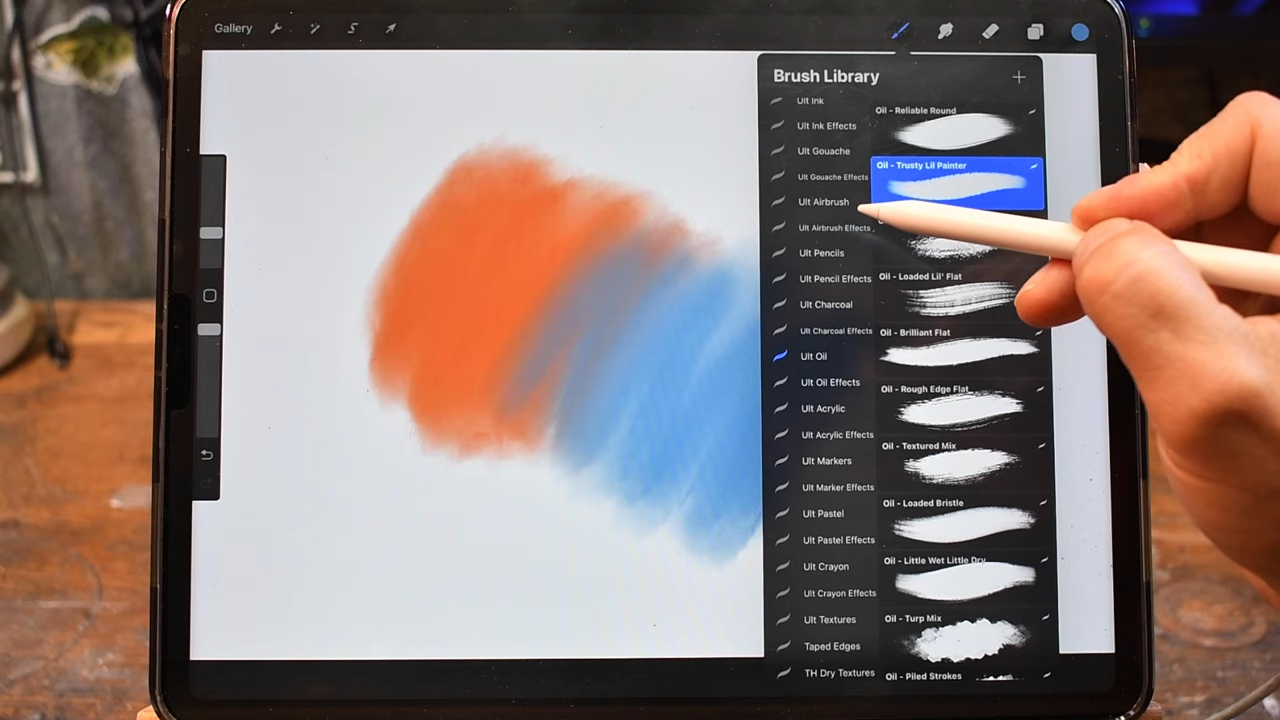 Gallery
Brush Library
Ult Ink
Ult Ink Effects
Ult Gouache
Ult Gouache Effects
Ult Airbrush
Ult Airbrush Effects
Ult Pencils
Ult Pencil Effects
Ult Charcoal
Ult Charcoal Effects
Ult Oil
Ult Oil Effects
Ult Acrylic
Ult Acrylic Effects
Ult Markers
Ult Marker Effects
Ult Pastel
Ult Pastel Effects
Ult Crayon
Ult Crayon Effects
Ult Textures
Taped Edges
TH Dry Textures
Oil - Reliable Round
Oil - Trusty Lil Painter
Oil - Loaded Lil' Flat
Oil - Brilliant Flat
Oil - Rough Edge Flat
Oil - Textured Mix
Oil - Loaded Bristle
Oil - Little Wet Little Dry
Oil - Turp Mix
Oil - Piled Strokes